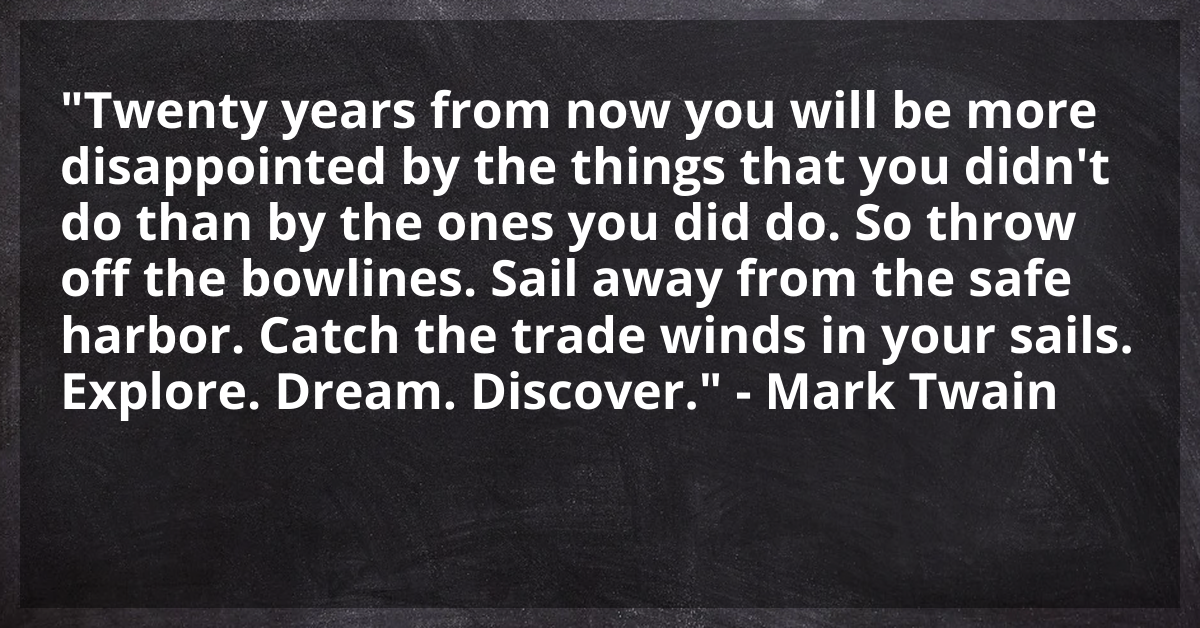 "Twenty years from now you will be more
disappointed by the things that you didn't
do than by the ones you did do. So throw
off the bowlines. Sail away from the safe
harbor. Catch the trade winds in your sails.
Explore. Dream. Discover." - Mark Twain